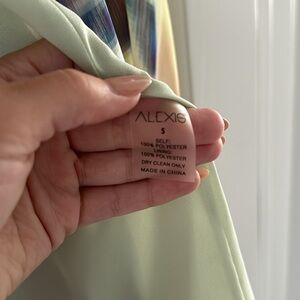 ALEXIS
S
SELF:
100% POLYESTER
LINING:
100% POLYESTER
DRY CLEAN ONLY
MADE IN CHINA